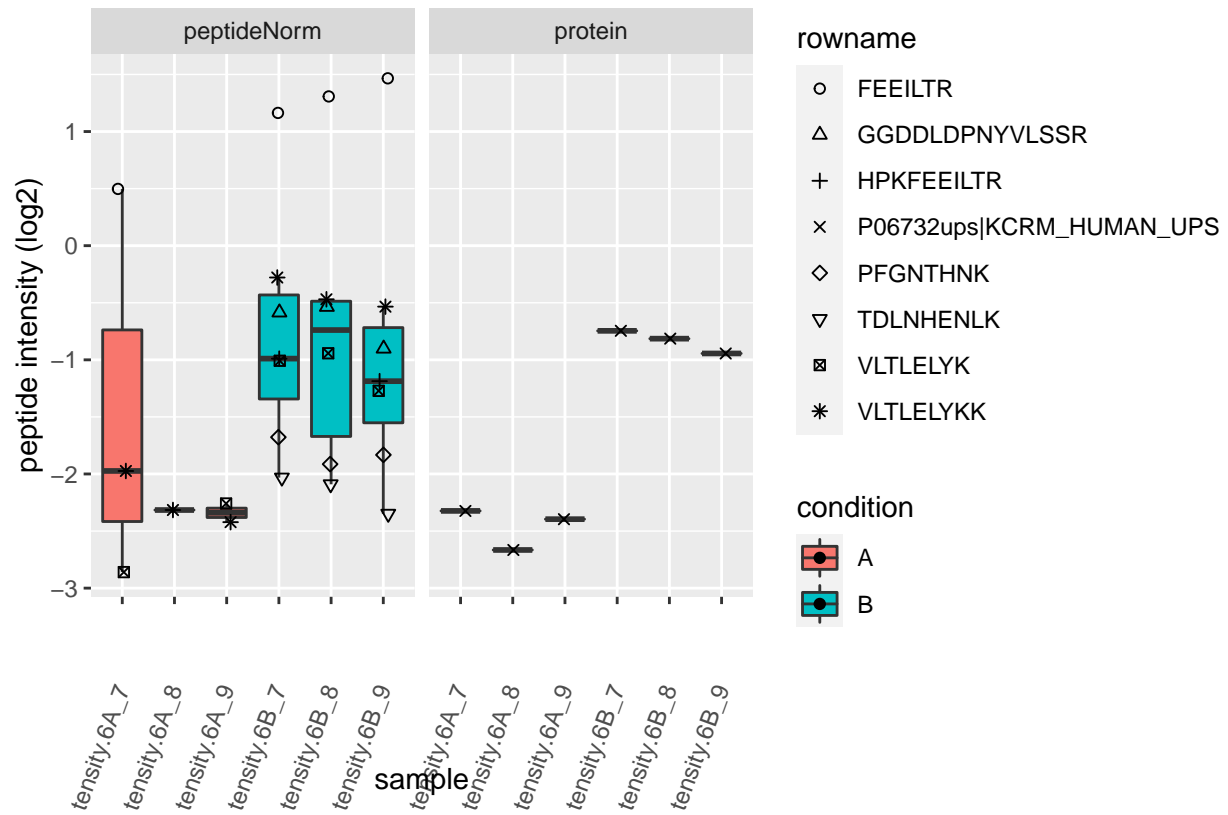 peptideNorm
protein
peptide intensity (log2)
1
0
−1
−2
−3
tensity.6A_7
tensity.6A_8
tensity.6A_9
tensity.6B_7
tensity.6B_8
tensity.6B_9
tensity.6A_7
tensity.6A_8
tensity.6A_9
tensity.6B_7
tensity.6B_8
tensity.6B_9
sample
rowname
FEEILTR
GGDDLDPNYVLSSR
HPKFEEILTR
P06732ups|KCRM_HUMAN_UPS
PFGNTHNK
TDLNHENLK
VLTLELYK
VLTLELYKK
condition
A
B